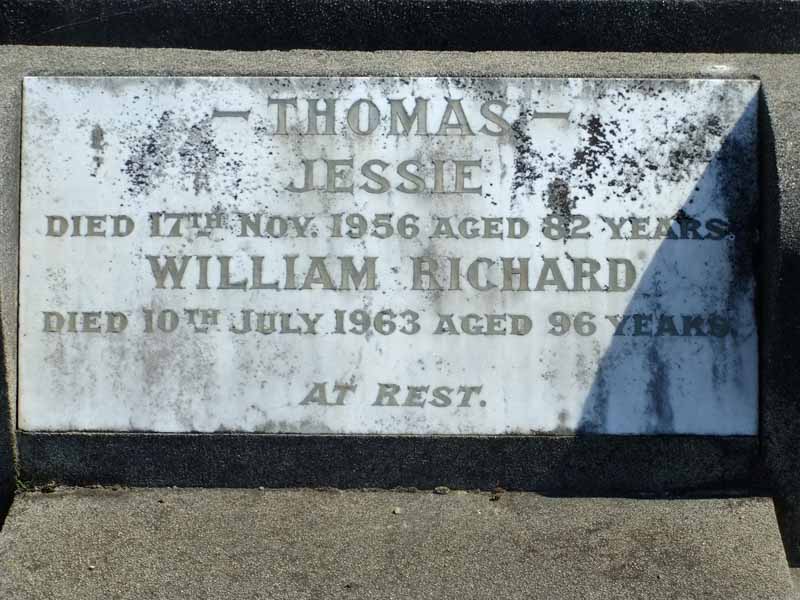 - THOMAS -
JESSIE
DIED 17TH NOV. 1956 AGED 82 YEARS
WILLIAM RICHARD
DIED 10TH JULY 1963 AGED 96 YEARS.
AT REST.